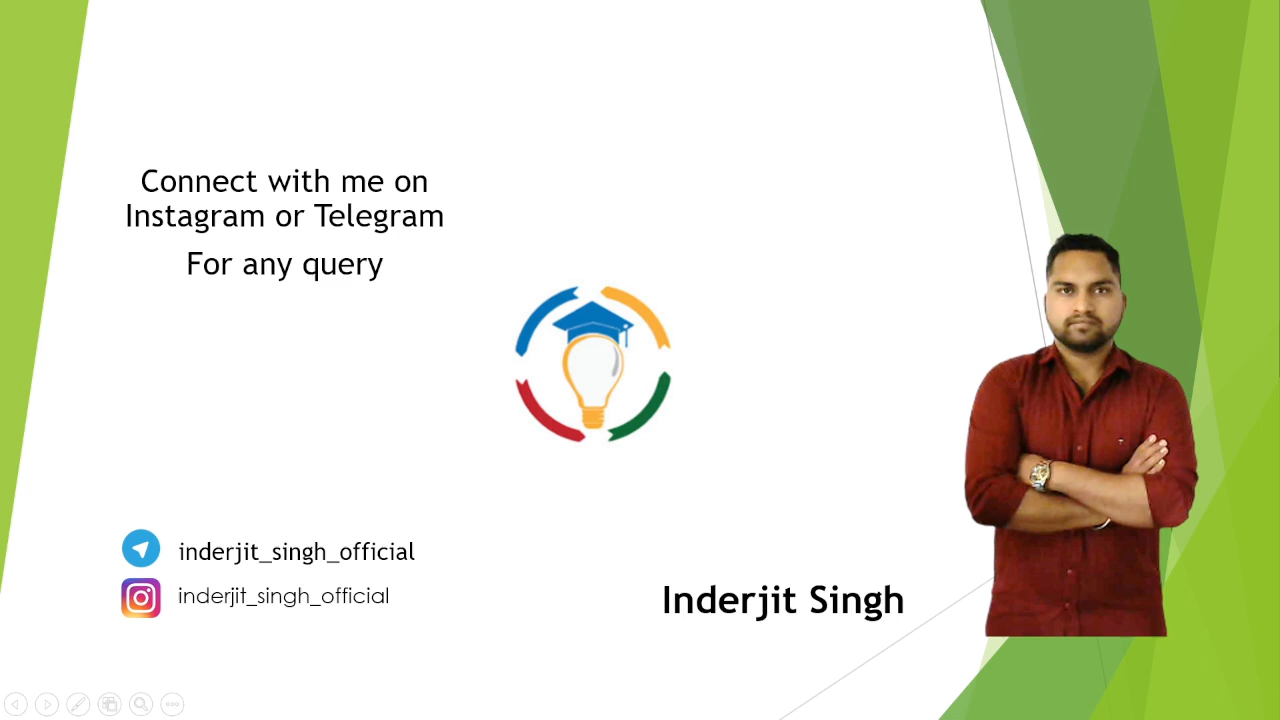 Connect with me on
Instagram or Telegram
For any query
inderjit_singh_official
inderjit_singh_official
Inderjit Singh